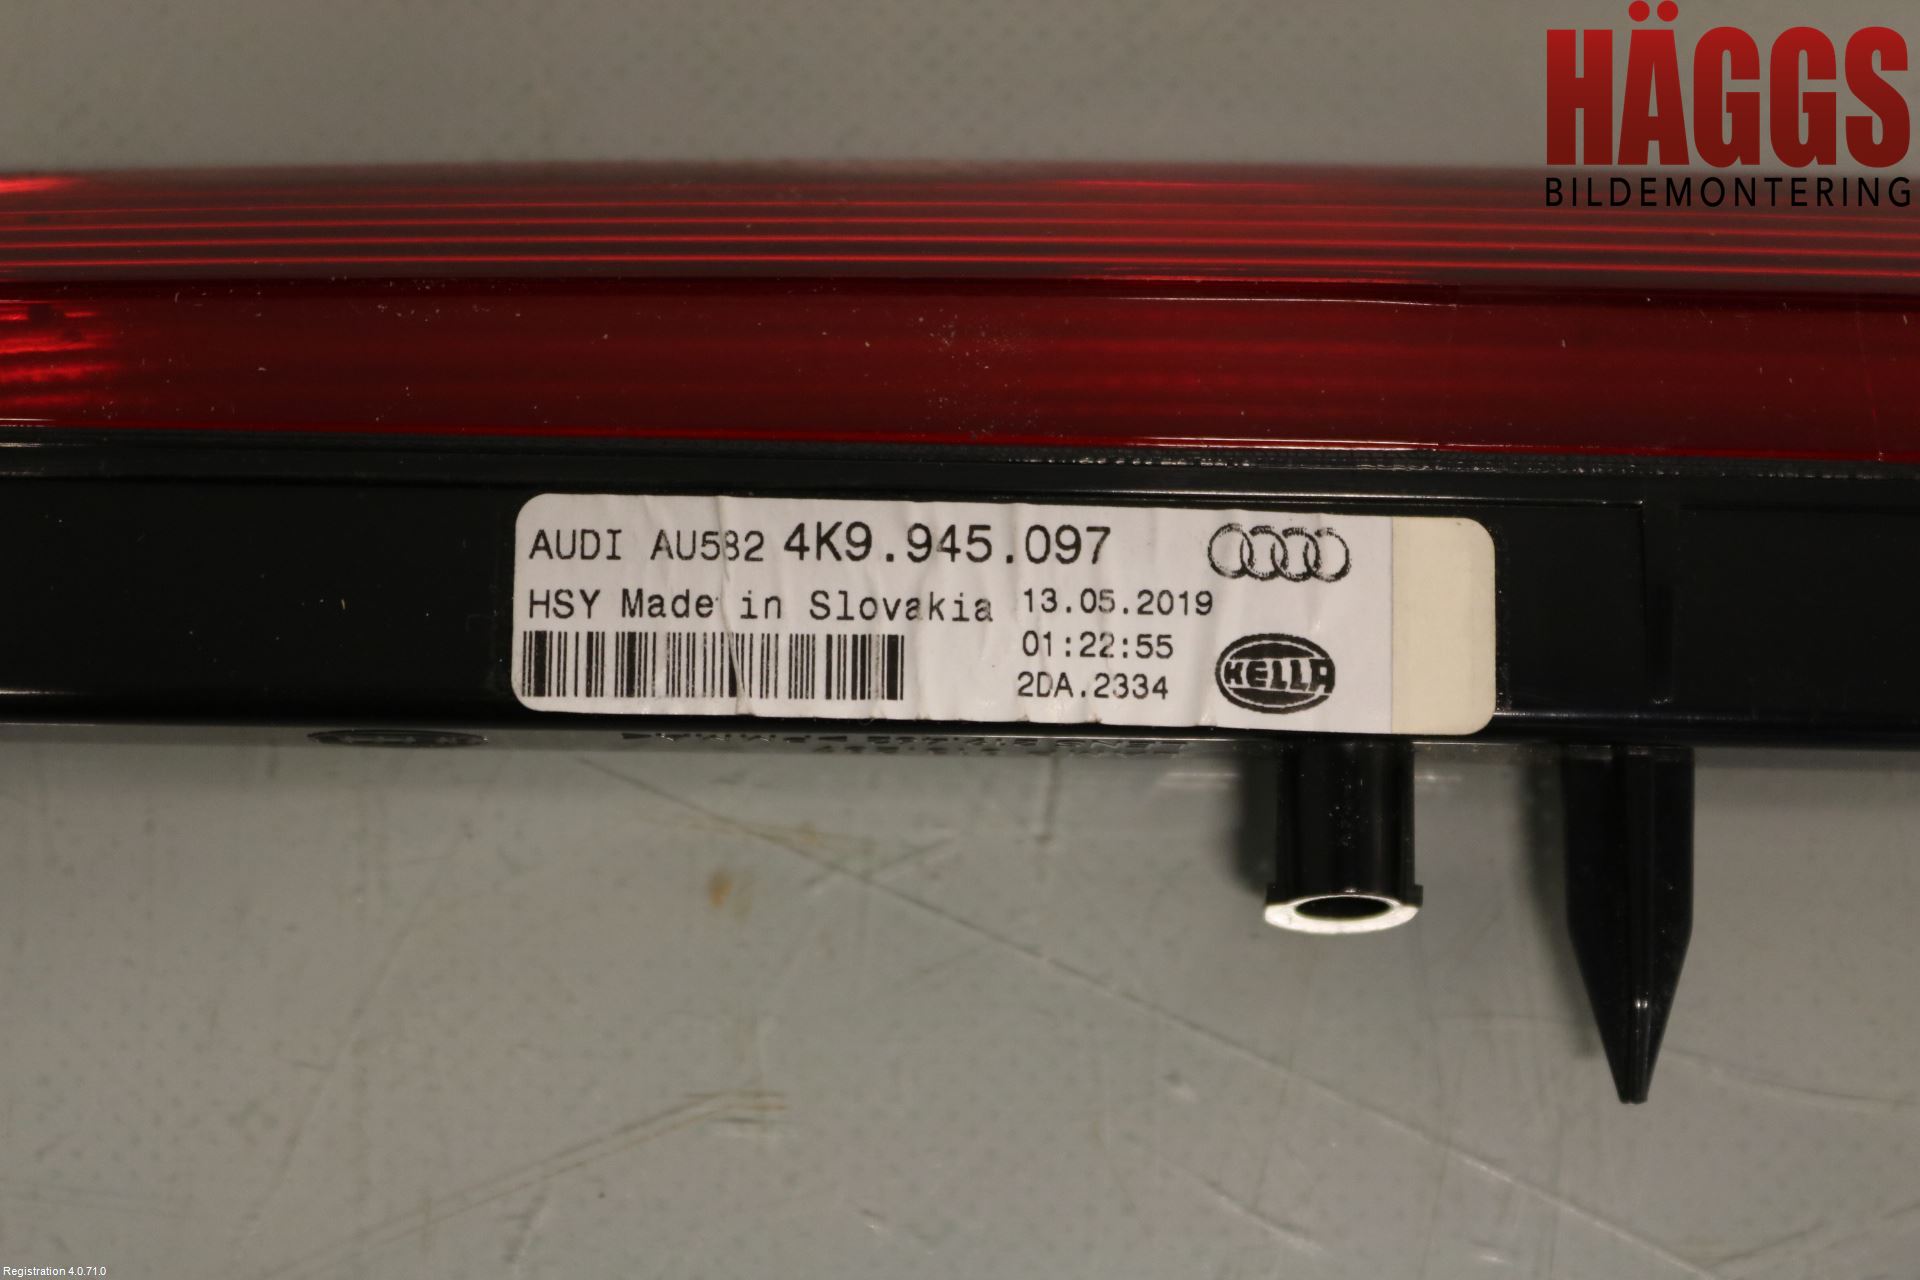 HÄGGS
BILDEMONTERING
AUDI AU582 4K9.945.097
HSY Made in Slovakia 13.05.2019
01:22:55
2DA.2334
HELLA
Registration 4.0.71.0